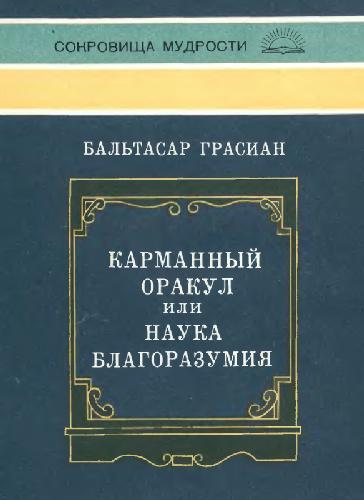 СОКРОВИЩА МУДРОСТИ
БАЛЬТАСАР ГРАСИАН
КАРМАННЫЙ
ОРАКУЛ
ИЛИ
НАУКА
БЛАГОРАЗУМИЯ